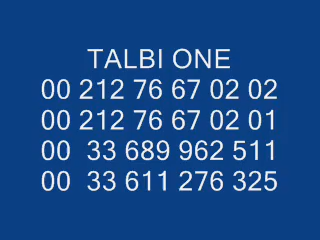 TALBI ONE
00 212 76 67 02 02
00 212 76 67 02 01
00  33 689 962 511
00  33 611 276 325